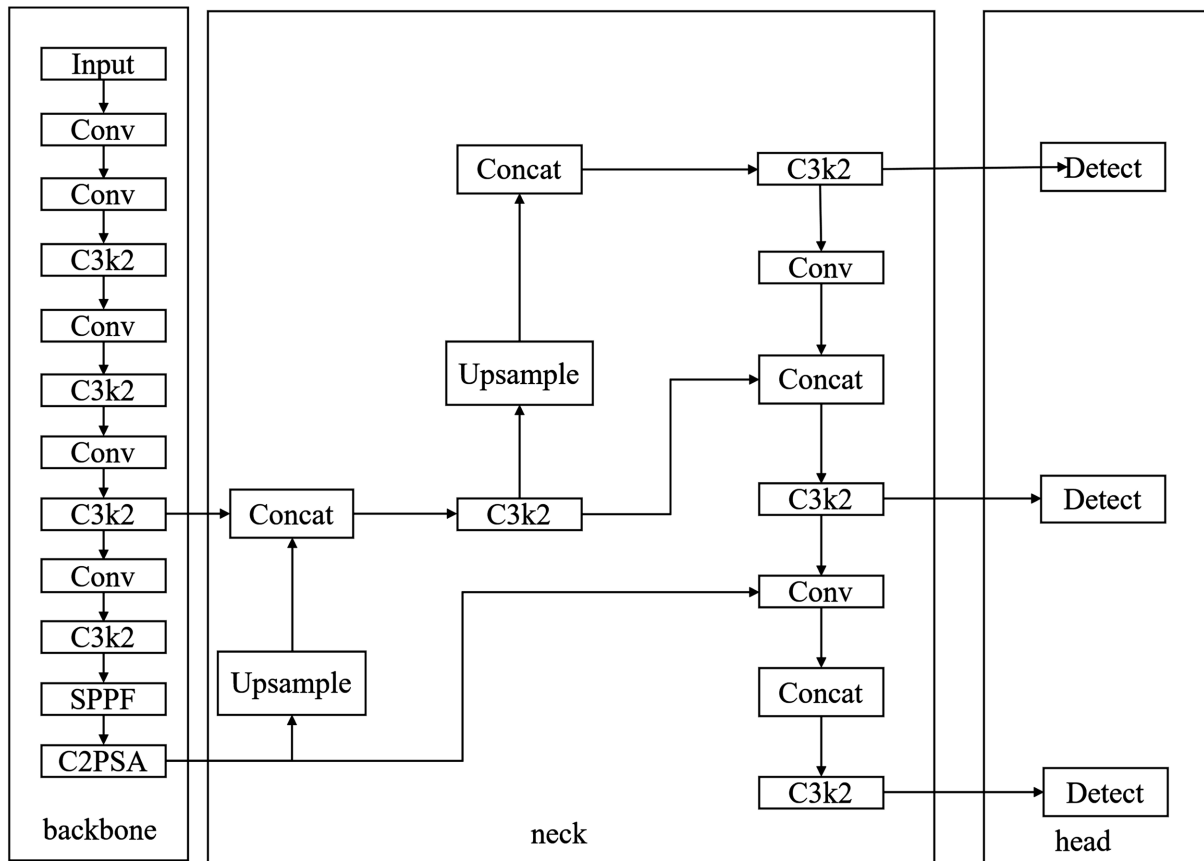 Input
Conv
Conv
C3k2
Conv
C3k2
Conv
C3k2
Conv
C3k2
SPPF
C2PSA
backbone
Concat
C3k2
Conv
Upsample
Concat
Concat
C3k2
C3k2
Conv
Upsample
Concat
C3k2
neck
Detect
Detect
Detect
head